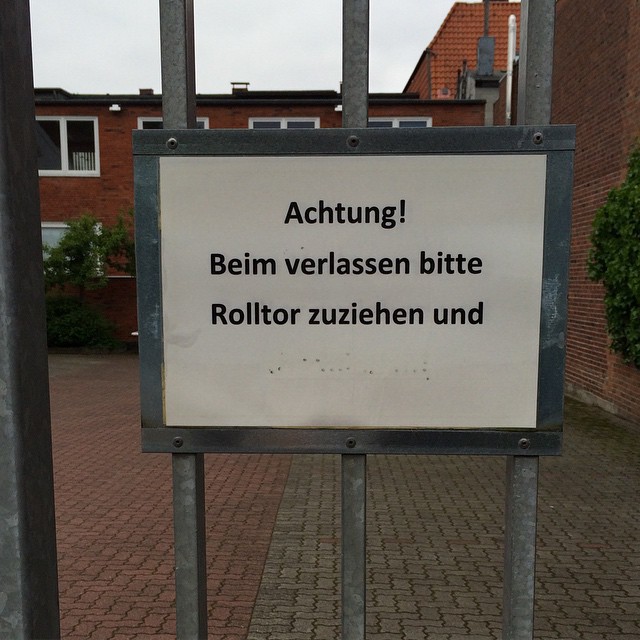 Achtung!
Beim verlassen bitte
Rolltor zuziehen und